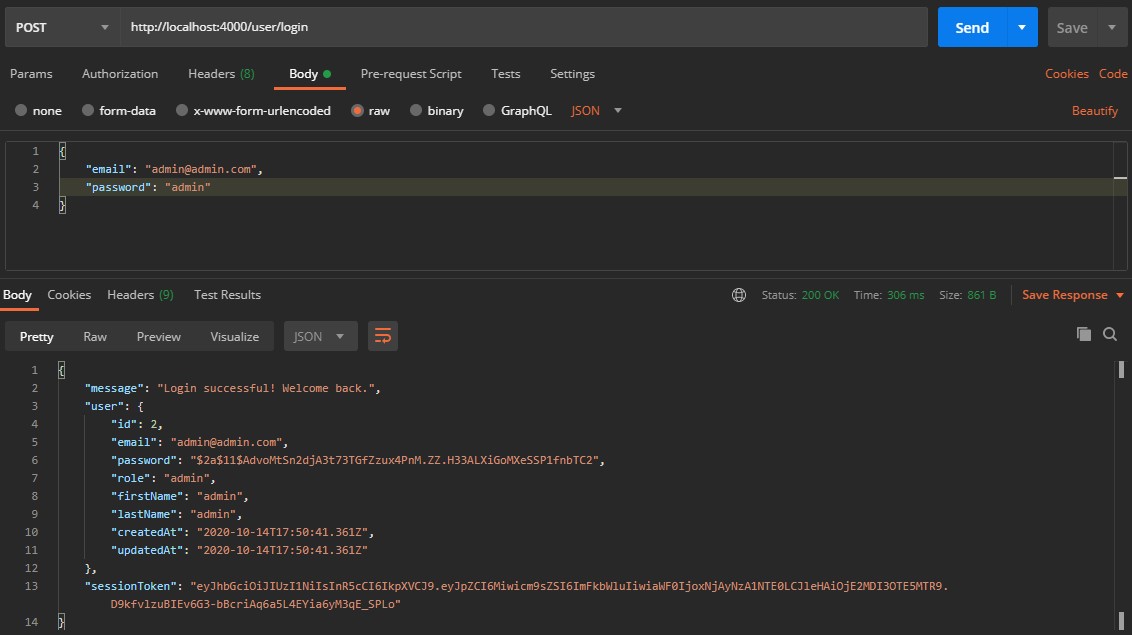 POST http://localhost:4000/user/login Send Save
Params Authorization Headers (8) Body Pre-request Script Tests Settings Cookies Code
none form-data x-www-form-urlencoded raw binary GraphQL JSON Beautify
1 {
2 "email": "admin@admin.com",
3 "password": "admin"
4 }
Body Cookies Headers (9) Test Results Status: 200 OK Time: 306 ms Size: 861 B Save Response
Pretty Raw Preview Visualize JSON
1 {
2 "message": "Login successful! Welcome back.",
3 "user": {
4 "id": 2,
5 "email": "admin@admin.com",
6 "password": "$2a$11$AdvoMtSn2djA3t73TGfZzux4PnM.ZZ.H33ALXiGoMXeSSP1fnbTC2",
7 "role": "admin",
8 "firstName": "admin",
9 "lastName": "admin",
10 "createdAt": "2020-10-14T17:50:41.361Z",
11 "updatedAt": "2020-10-14T17:50:41.361Z"
12 },
13 "sessionToken": "eyJhbGciOiJIUzI1NiIsInR5cCI6IkpXVCJ9.eyJpZCI6Miwicm9sZSI6ImFkbWluIiwiaWF0IjoxNjAyNzA1NTE0LCJleHAiOjE2MDI3OTE5MTR9.
D9kfvlzuBIEv6G3-bBcriAq6a5L4EYia6yM3qE_SPLo"
14 }